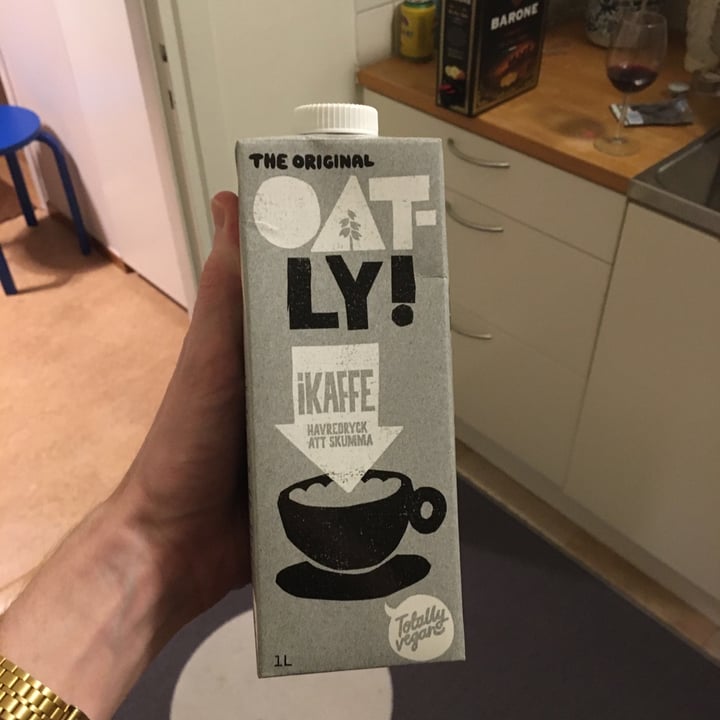 BARONE
THE ORIGINAL
OAT-
LY!
iKAFFE
HAVREDRYCK
ATT SKUMMA
Totally
vegan
1L